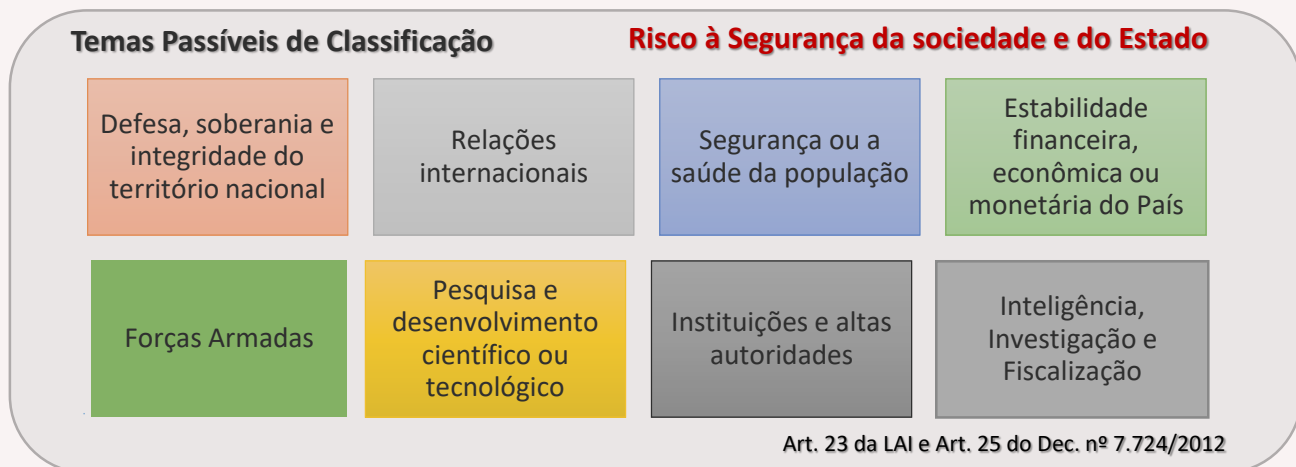 Temas Passíveis de Classificação
Risco à Segurança da sociedade e do Estado
Defesa, soberania e
integridade do
território nacional
Relações
internacionais
Segurança ou a
saúde da população
Estabilidade
financeira,
econômica ou
monetária do País
Forças Armadas
Pesquisa e
desenvolvimento
científico ou
tecnológico
Instituições e altas
autoridades
Inteligência,
Investigação e
Fiscalização
Art. 23 da LAI e Art. 25 do Dec. nº 7.724/2012